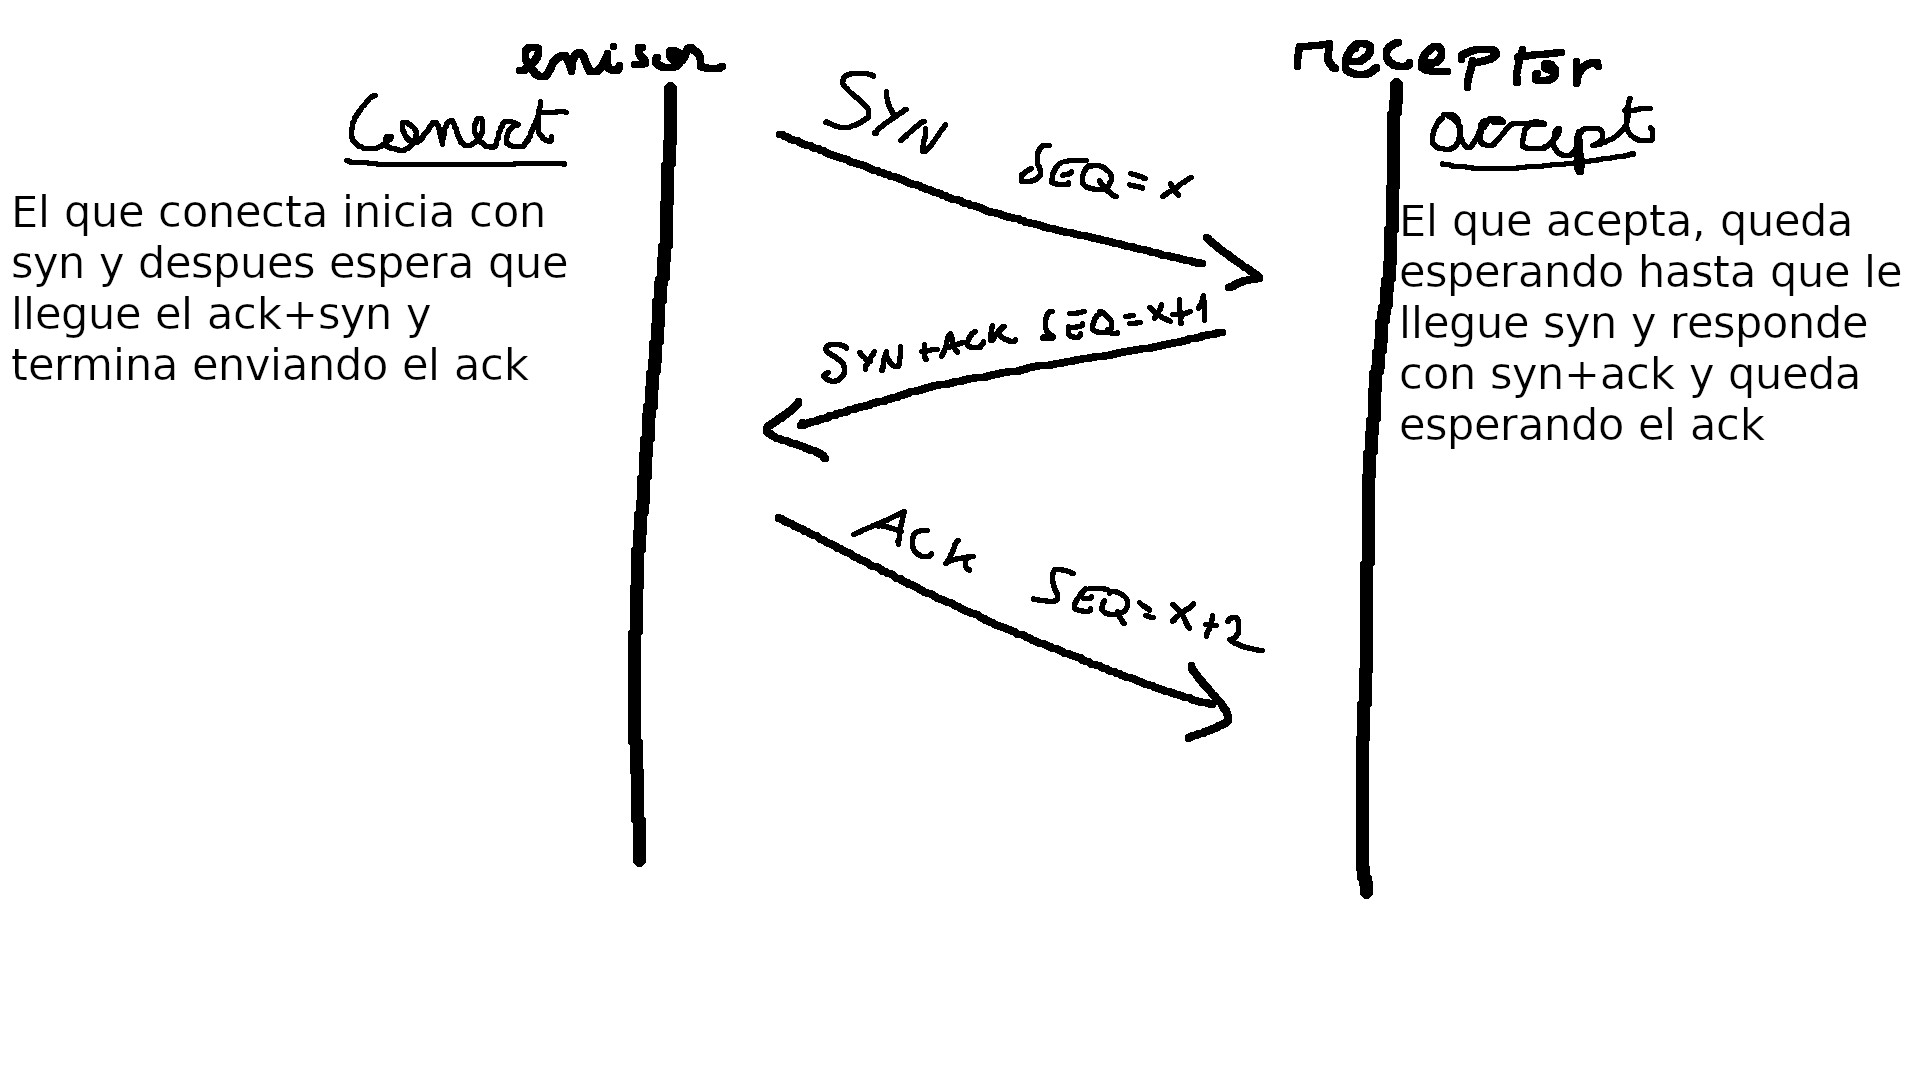 emisor
receptor
Conect
accept
SYN SEQ=x
El que conecta inicia con
syn y despues espera que
llegue el ack+syn y
termina enviando el ack
El que acepta, queda
esperando hasta que le
llegue syn y responde
con syn+ack y queda
esperando el ack
SYN+ACK SEQ=x+1
ACK SEQ=x+2